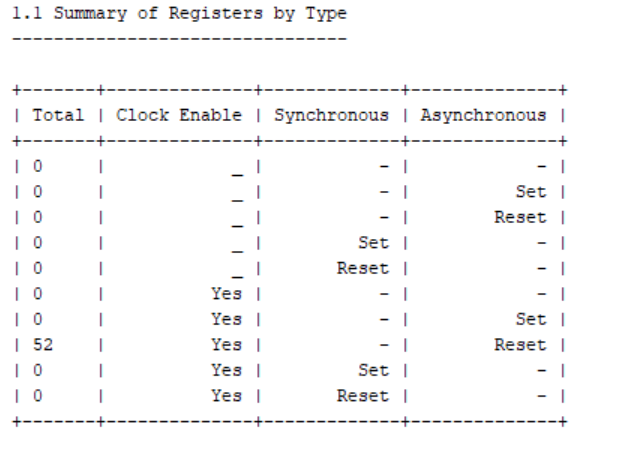 1.1 Summary of Registers by Type
--------------------------------
+-------+--------------+-------------+--------------+
| Total | Clock Enable | Synchronous | Asynchronous |
+-------+--------------+-------------+--------------+
| 0     |            _ |           - |            - |
| 0     |            _ |           - |          Set |
| 0     |            _ |           - |        Reset |
| 0     |            _ |         Set |            - |
| 0     |            _ |       Reset |            - |
| 0     |          Yes |           - |            - |
| 0     |          Yes |           - |          Set |
| 52    |          Yes |           - |        Reset |
| 0     |          Yes |         Set |            - |
| 0     |          Yes |       Reset |            - |
+-------+--------------+-------------+--------------+